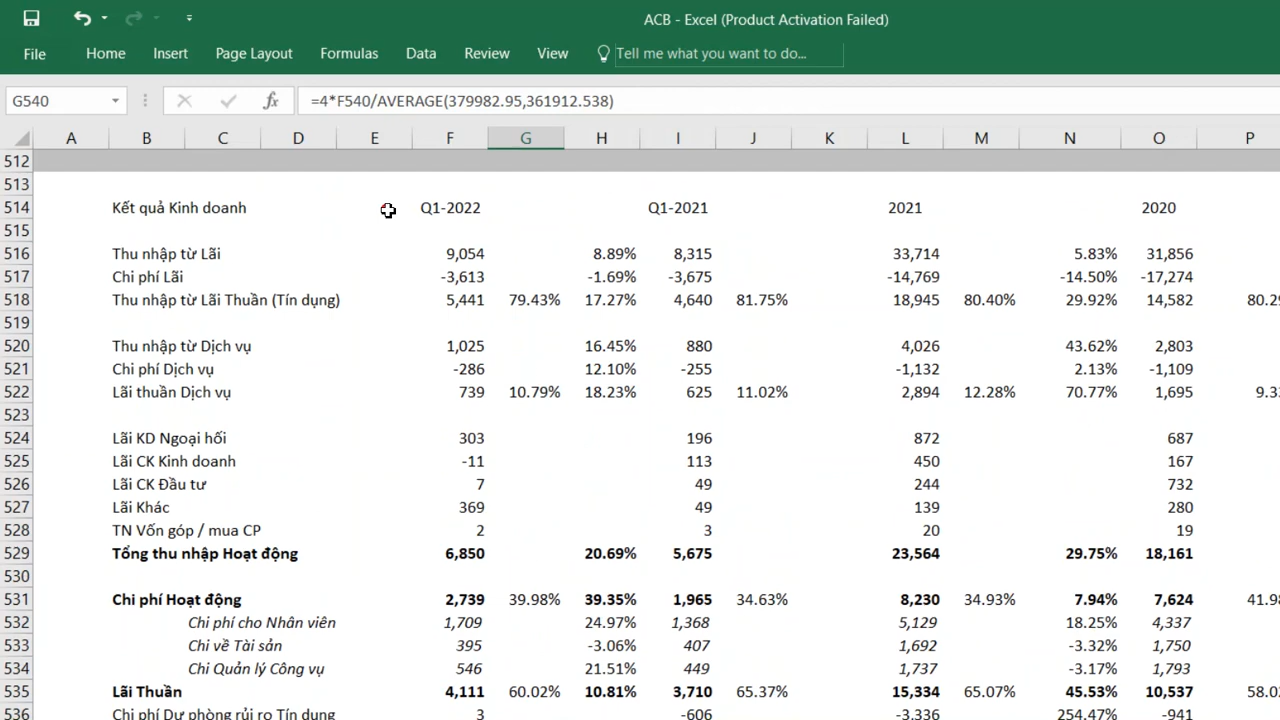 ACB - Excel (Product Activation Failed)
File Home Insert Page Layout Formulas Data Review View Tell me what you want to do...
G540 fx =4*F540/AVERAGE(379982.95,361912.538)
A B C D E F G H I J K L M N O P
512
513
514 Kết quả Kinh doanh Q1-2022 Q1-2021 2021 2020
515
516 Thu nhập từ Lãi 9,054 8.89% 8,315 33,714 5.83% 31,856
517 Chi phí Lãi -3,613 -1.69% -3,675 -14,769 -14.50% -17,274
518 Thu nhập từ Lãi Thuần (Tín dụng) 5,441 79.43% 17.27% 4,640 81.75% 18,945 80.40% 29.92% 14,582
519
520 Thu nhập từ Dịch vụ 1,025 16.45% 880 4,026 43.62% 2,803
521 Chi phí Dịch vụ -286 12.10% -255 -1,132 2.13% -1,109
522 Lãi thuần Dịch vụ 739 10.79% 18.23% 625 11.02% 2,894 12.28% 70.77% 1,695
523
524 Lãi KD Ngoại hối 303 196 872 687
525 Lãi CK Kinh doanh -11 113 450 167
526 Lãi CK Đầu tư 7 49 244 732
527 Lãi Khác 369 49 139 280
528 TN Vốn góp / mua CP 2 3 20 19
529 Tổng thu nhập Hoạt động 6,850 20.69% 5,675 23,564 29.75% 18,161
530
531 Chi phí Hoạt động 2,739 39.98% 39.35% 1,965 34.63% 8,230 34.93% 7.94% 7,624
532 Chi phí cho Nhân viên 1,709 24.97% 1,368 5,129 18.25% 4,337
533 Chi về Tài sản 395 -3.06% 407 1,692 -3.32% 1,750
534 Chi Quản lý Công vụ 546 21.51% 449 1,737 -3.17% 1,793
535 Lãi Thuần 4,111 60.02% 10.81% 3,710 65.37% 15,334 65.07% 45.53% 10,537
536 Chi phí Dự phòng rủi ro Tín dụng 3 -606 -3,336 254.47% -941